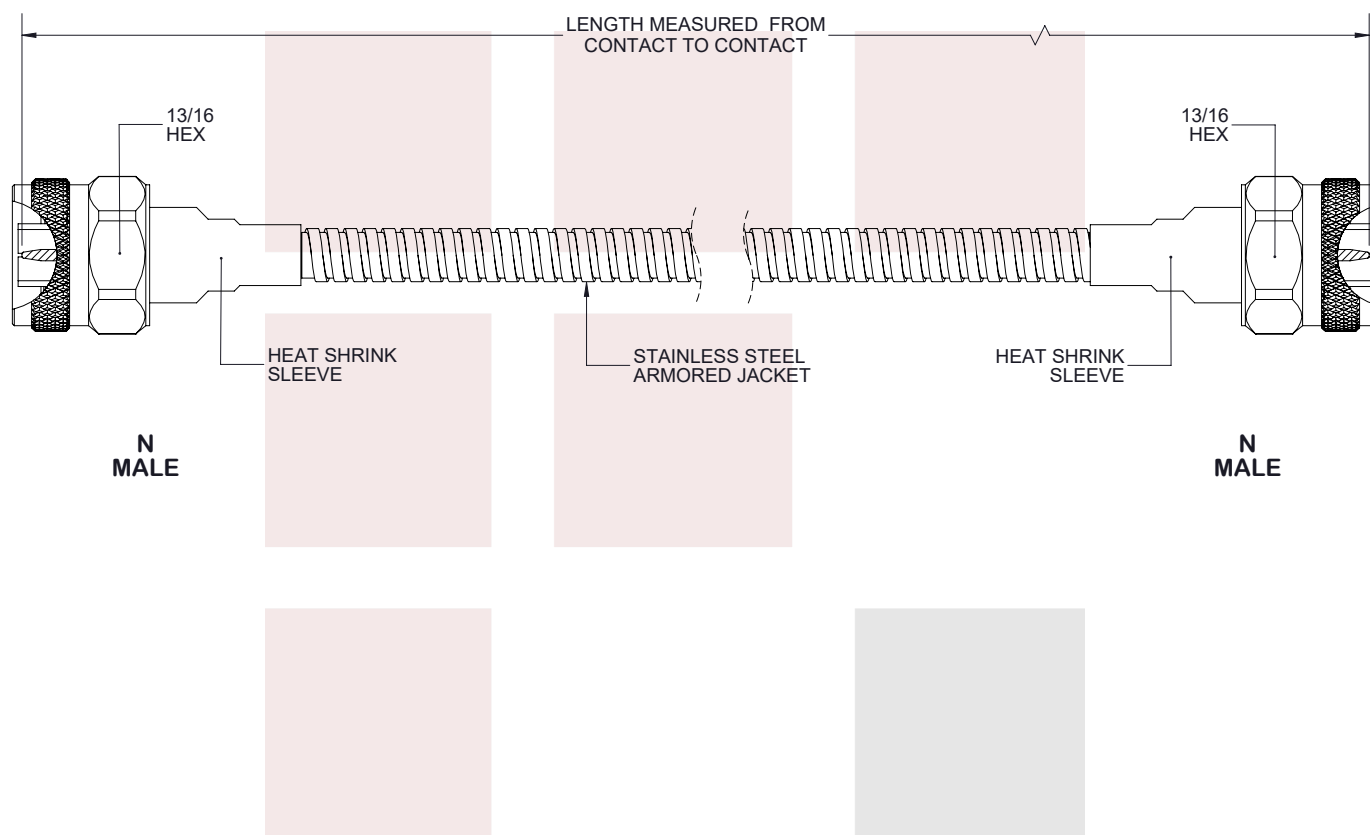 LENGTH MEASURED FROM
CONTACT TO CONTACT
13/16
HEX
13/16
HEX
HEAT SHRINK
SLEEVE
STAINLESS STEEL
ARMORED JACKET
HEAT SHRINK
SLEEVE
N
MALE
N
MALE